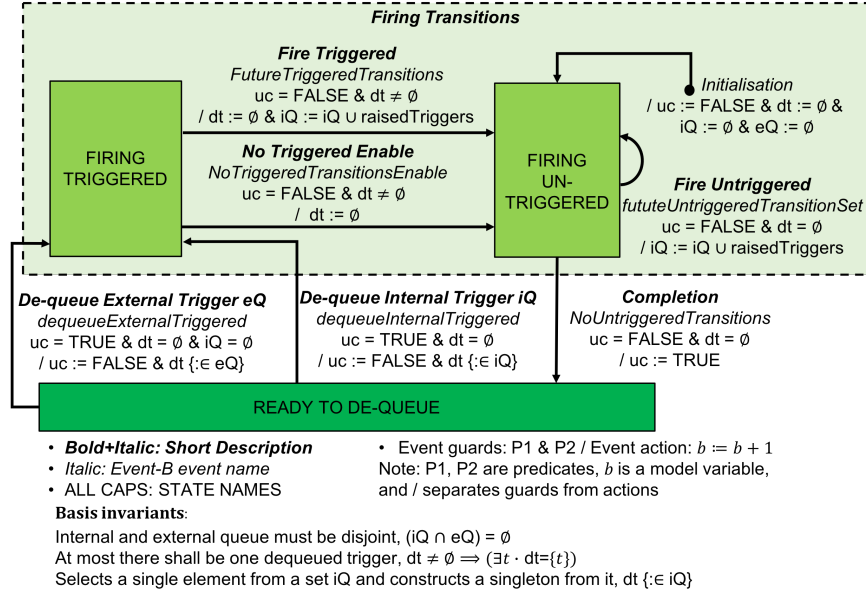 Firing Transitions
Fire Triggered
FutureTriggeredTransitions
uc = FALSE & dt ≠ ∅
/ dt := ∅ & iQ := iQ ∪ raisedTriggers
No Triggered Enable
NoTriggeredTransitionsEnable
uc = FALSE & dt ≠ ∅
/ dt := ∅
FIRING
TRIGGERED
FIRING
UN-
TRIGGERED
Initialisation
/ uc := FALSE & dt := ∅ &
iQ := ∅ & eQ := ∅
Fire Untriggered
fututeUntriggeredTransitionSet
uc = FALSE & dt = ∅
/ iQ := iQ ∪ raisedTriggers
De-queue External Trigger eQ
dequeueExternalTriggered
uc = TRUE & dt = ∅ & iQ = ∅
/ uc := FALSE & dt {:∈ eQ}
De-queue Internal Trigger iQ
dequeueInternalTriggered
uc = TRUE & dt = ∅
/ uc := FALSE & dt {:∈ iQ}
Completion
NoUntriggeredTransitions
uc = FALSE & dt = ∅
/ uc := TRUE
READY TO DE-QUEUE
• Bold+Italic: Short Description
• Italic: Event-B event name
• ALL CAPS: STATE NAMES
• Event guards: P1 & P2 / Event action: b ≔ b + 1
Note: P1, P2 are predicates, b is a model variable,
and / separates guards from actions
Basis invariants:
Internal and external queue must be disjoint, (iQ ∩ eQ) = ∅
At most there shall be one dequeued trigger, dt ≠ ∅ ⟹ (∃t · dt={t})
Selects a single element from a set iQ and constructs a singleton from it, dt {:∈ iQ}